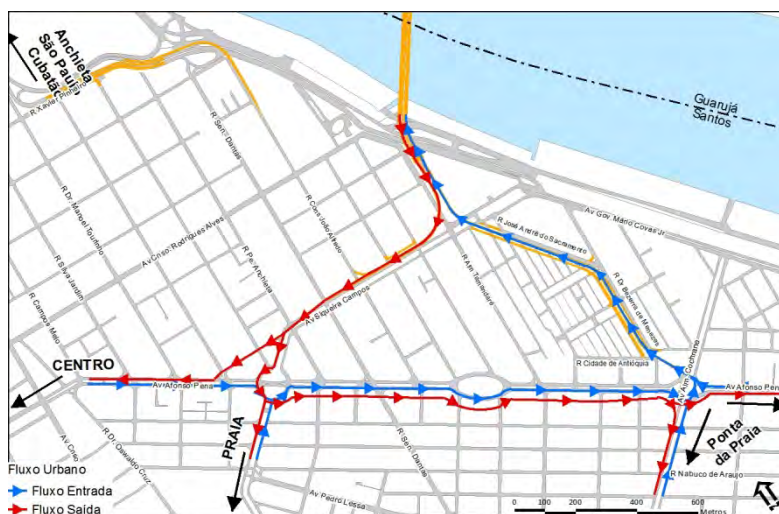 Anchieta
São Paulo
Cubatão
R Xavier Pinheiro
R Sen. Dantas
Guarujá
Santos
R Dr. Manoel Tourinho
R Cons João Alfredo
Av Gov. Mário Covas Jr.
R José André do Sacramento
Av Cnso. Rodrigues Alves
R Silva Jardim
R Pe. Anchieta
R Alm. Tamandaré
R Dr Bezerra de Menezes
R Campos Melo
Av Siqueira Campos
Av Alm. Cochrane
R Cidade de Antióquia
CENTRO
Av Afonso Pena
Av Afonso Pen
Ponta
da Praia
PRAIA
Av Cnso
R Dr. Oswaldo Cruz
R Sen. Dantas
R Nabuco de Araujo
Av Pedro Lessa
Fluxo Urbano
Fluxo Entrada
Fluxo Saída
0 100 200 400 600
Metros